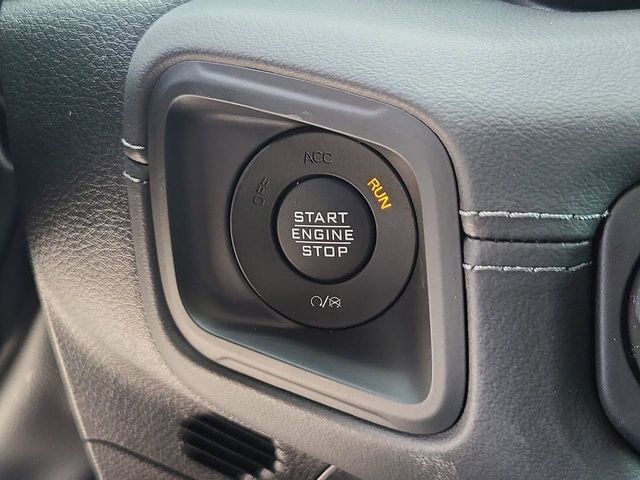 ACC
OFF
RUN
START
ENGINE
STOP